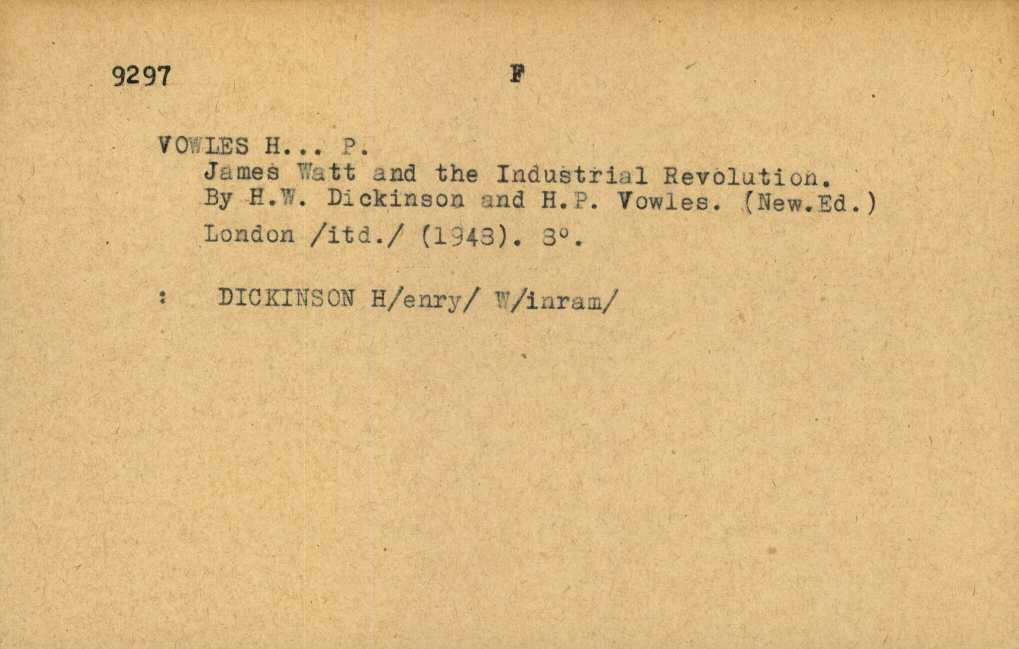 9297 F
VOWLES H... P.
James Watt and the Industrial Revolution.
By H.W. Dickinson and H.P. Vowles. (New.Ed.)
London /itd./ (1948). 8°.
: DICKINSON H/enry/ W/inram/